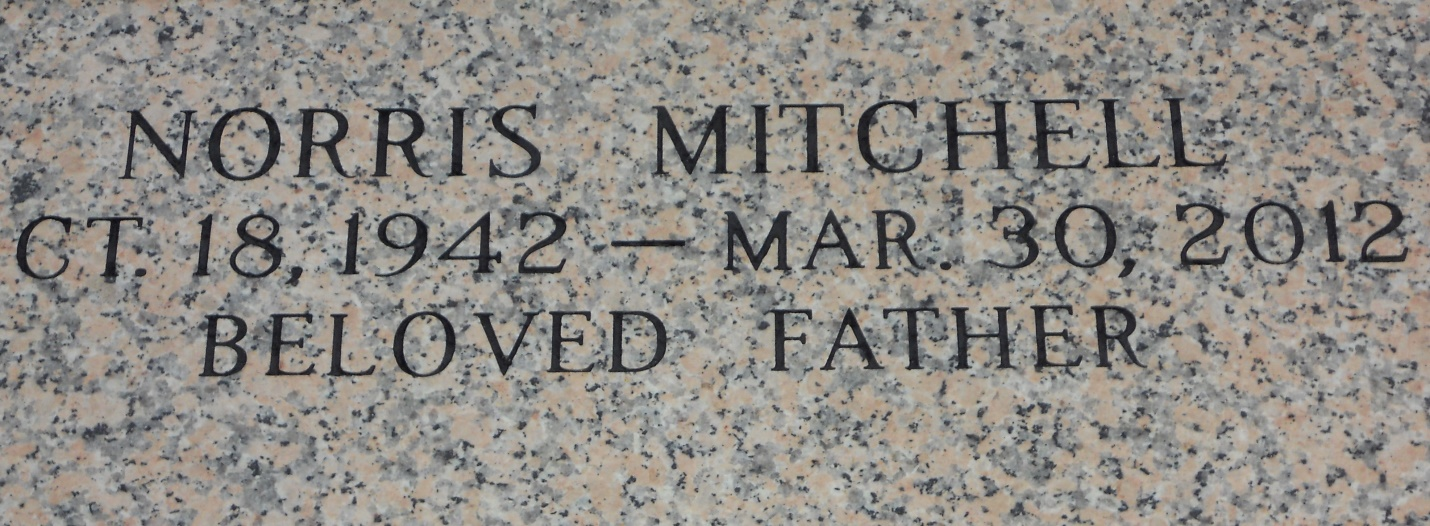 NORRIS MITCHELL
CT. 18, 1942 — MAR. 30, 2012
BELOVED FATHER